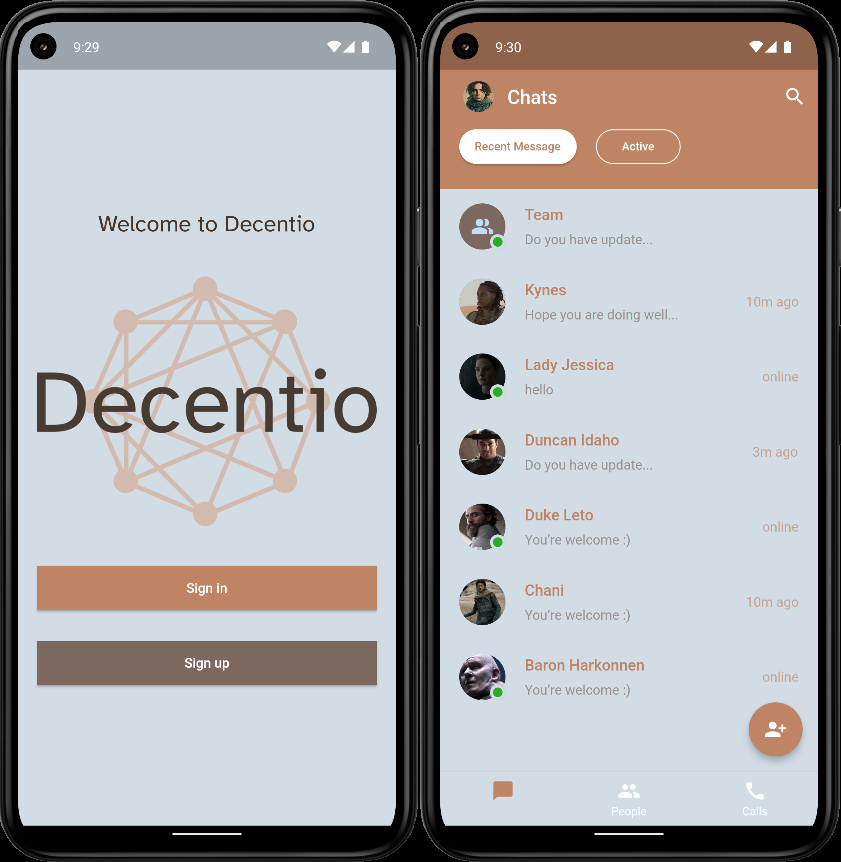 9:29
Welcome to Decentio
Decentio
Sign in
Sign up
9:30
Chats
Recent Message
Active
Team
Do you have update...
Kynes
Hope you are doing well...
10m ago
Lady Jessica
hello
online
Duncan Idaho
Do you have update...
3m ago
Duke Leto
You're welcome :)
online
Chani
You're welcome :)
10m ago
Baron Harkonnen
You're welcome :)
online
People
Calls